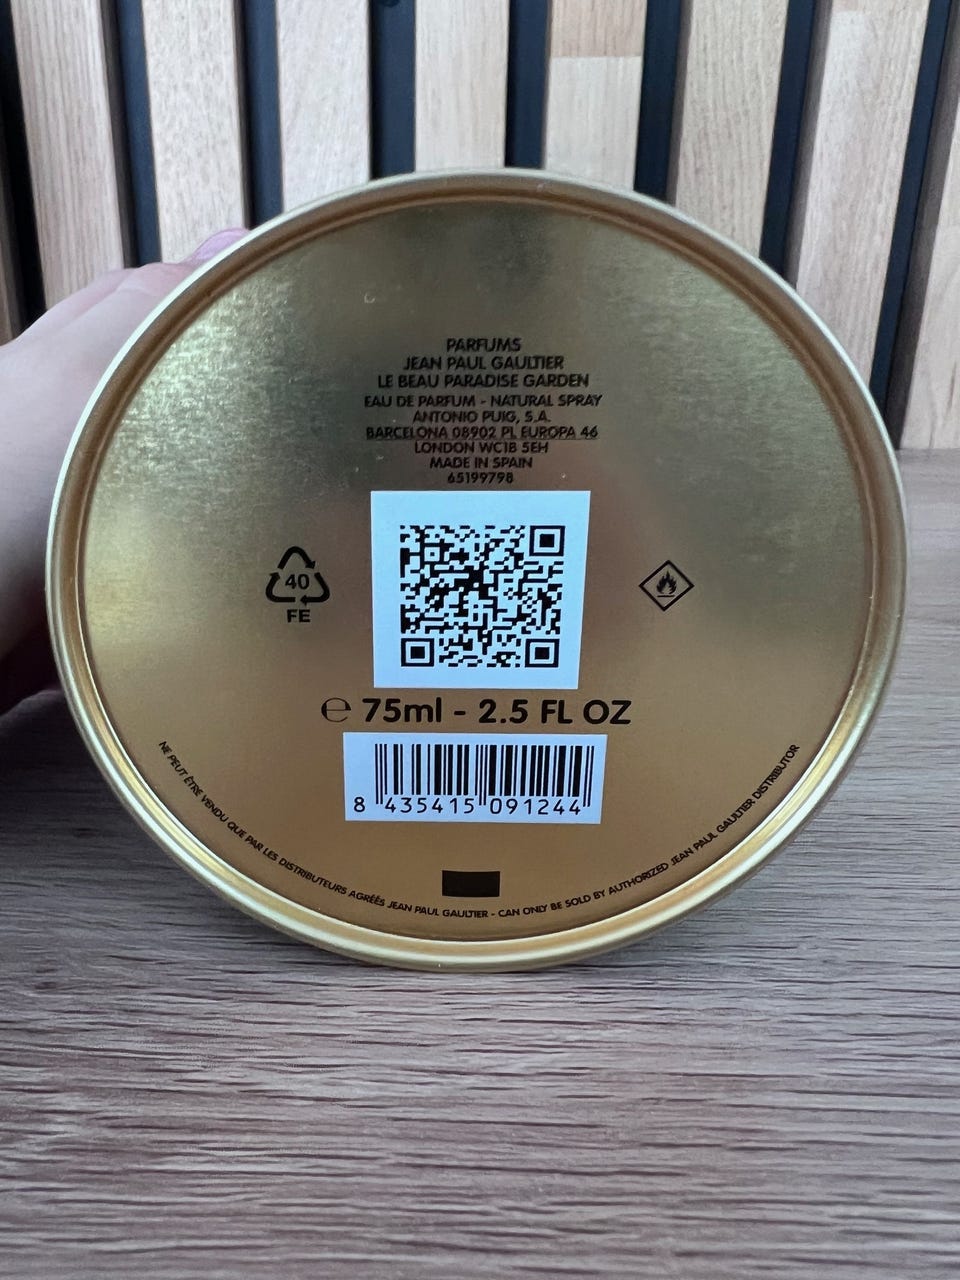 PARFUMS
JEAN PAUL GAULTIER
LE BEAU PARADISE GARDEN
EAU DE PARFUM - NATURAL SPRAY
ANTONIO PUIG, S.A.
BARCELONA 08902 PL EUROPA 46
LONDON WC1B 5EH
MADE IN SPAIN
65199798
40
FE
℮ 75ml - 2.5 FL OZ
8 435415 091244
NE PEUT ÊTRE VENDU QUE PAR LES DISTRIBUTEURS AGRÉÉS JEAN PAUL GAULTIER - CAN ONLY BE SOLD BY AUTHORIZED JEAN PAUL GAULTIER DISTRIBUTOR